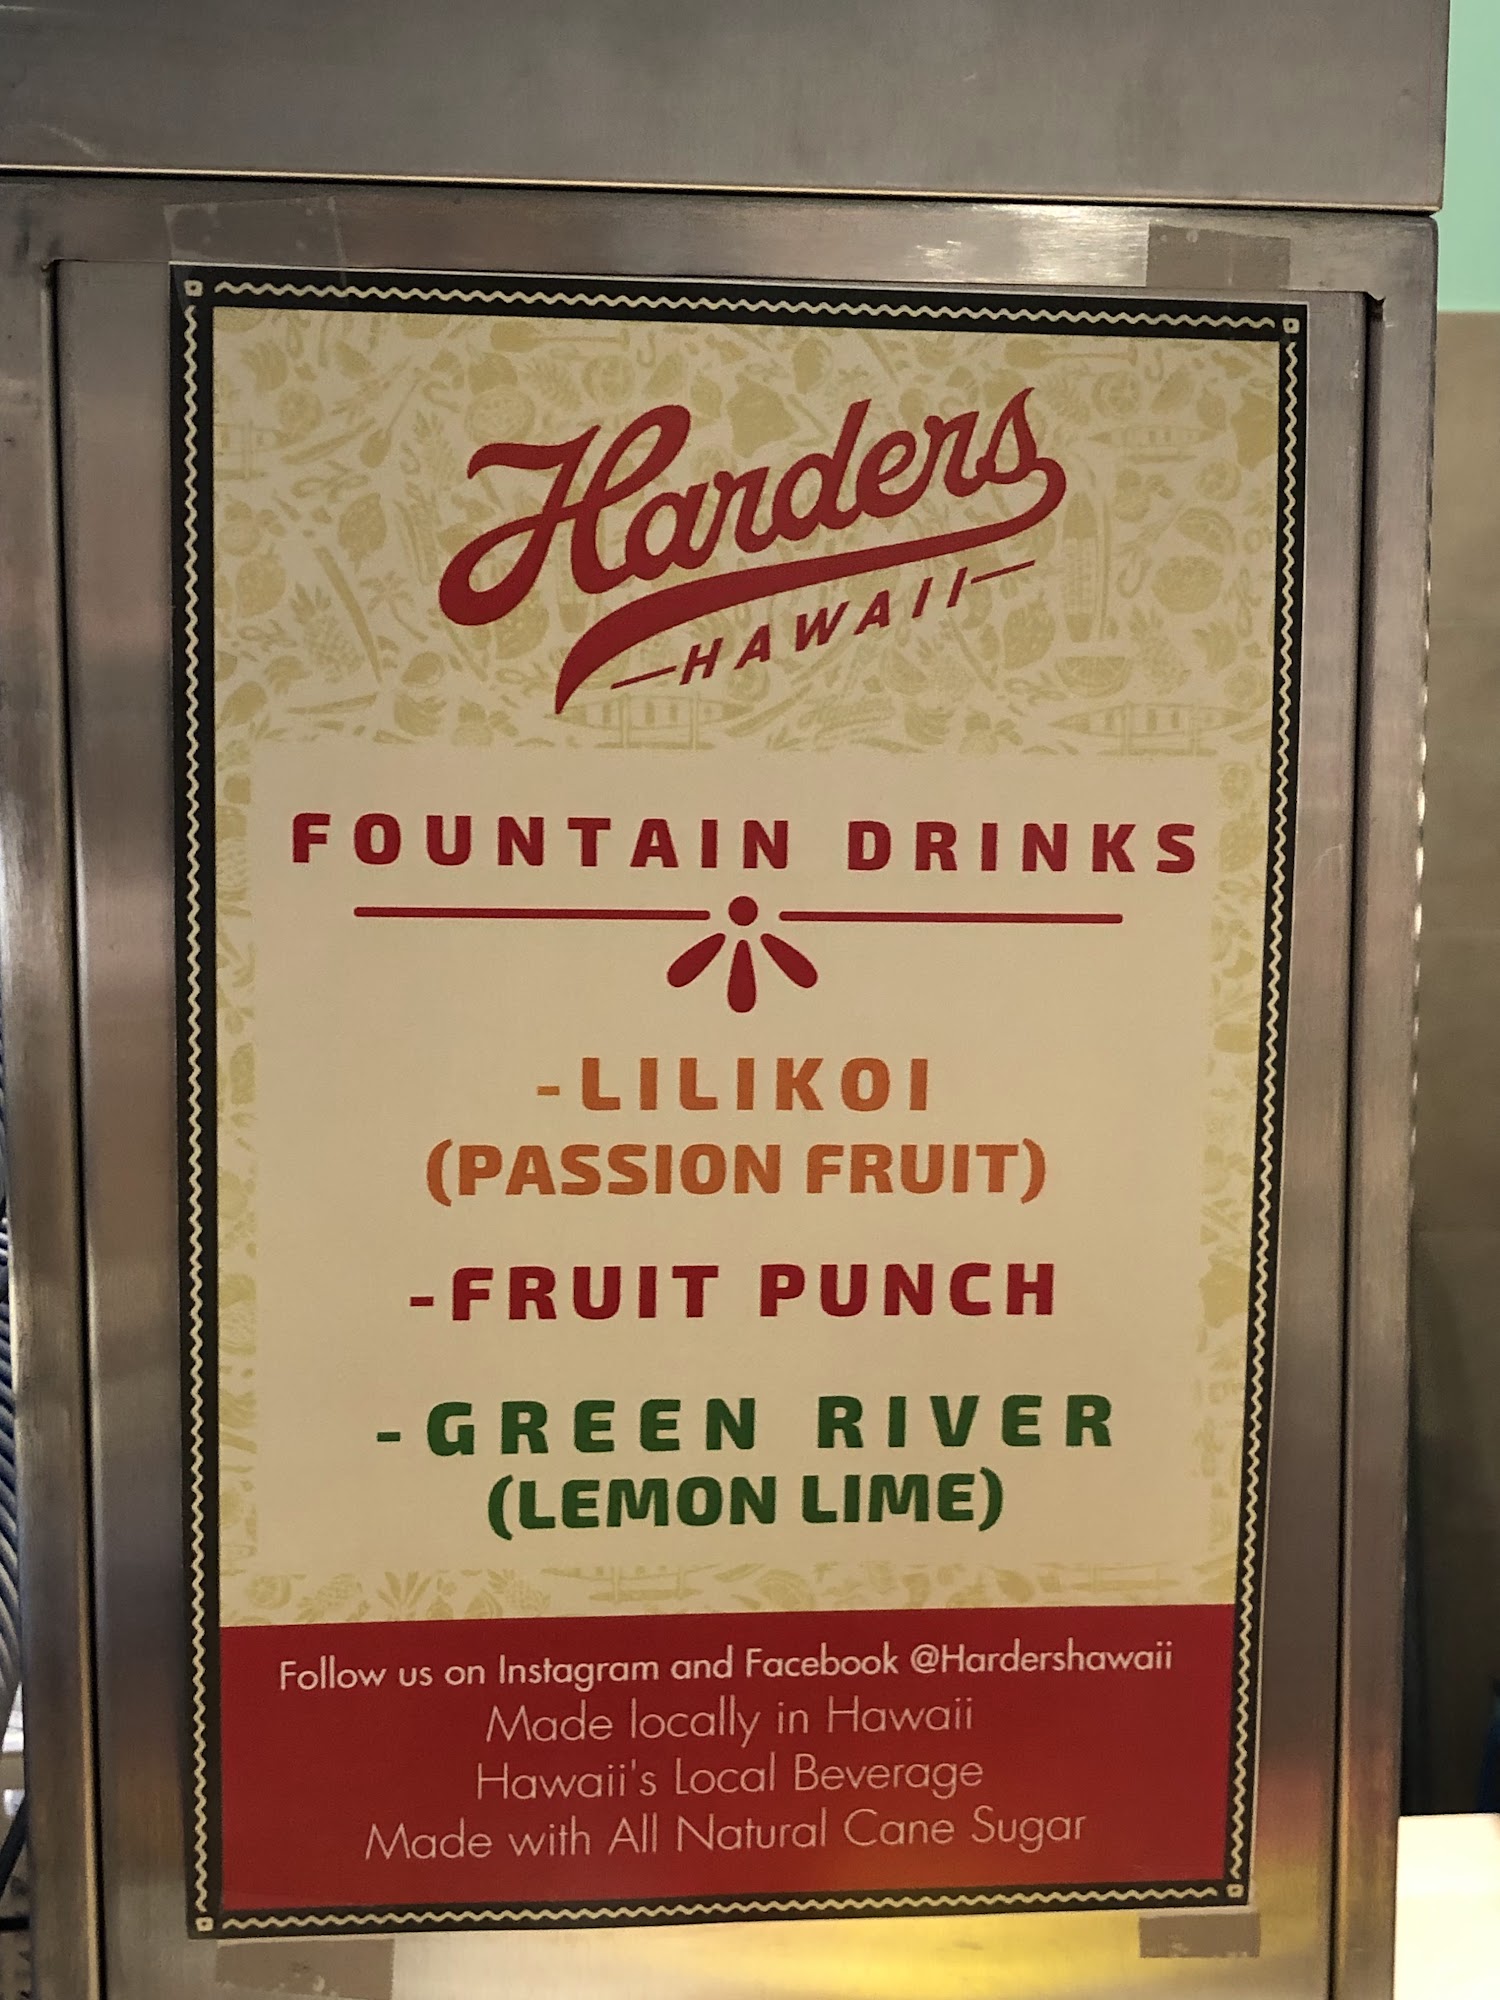 Harders
HAWAII
FOUNTAIN DRINKS
-LILIKOI
(PASSION FRUIT)
-FRUIT PUNCH
-GREEN RIVER
(LEMON LIME)
Follow us on Instagram and Facebook @Hardershawaii
Made locally in Hawaii
Hawaii's Local Beverage
Made with All Natural Cane Sugar